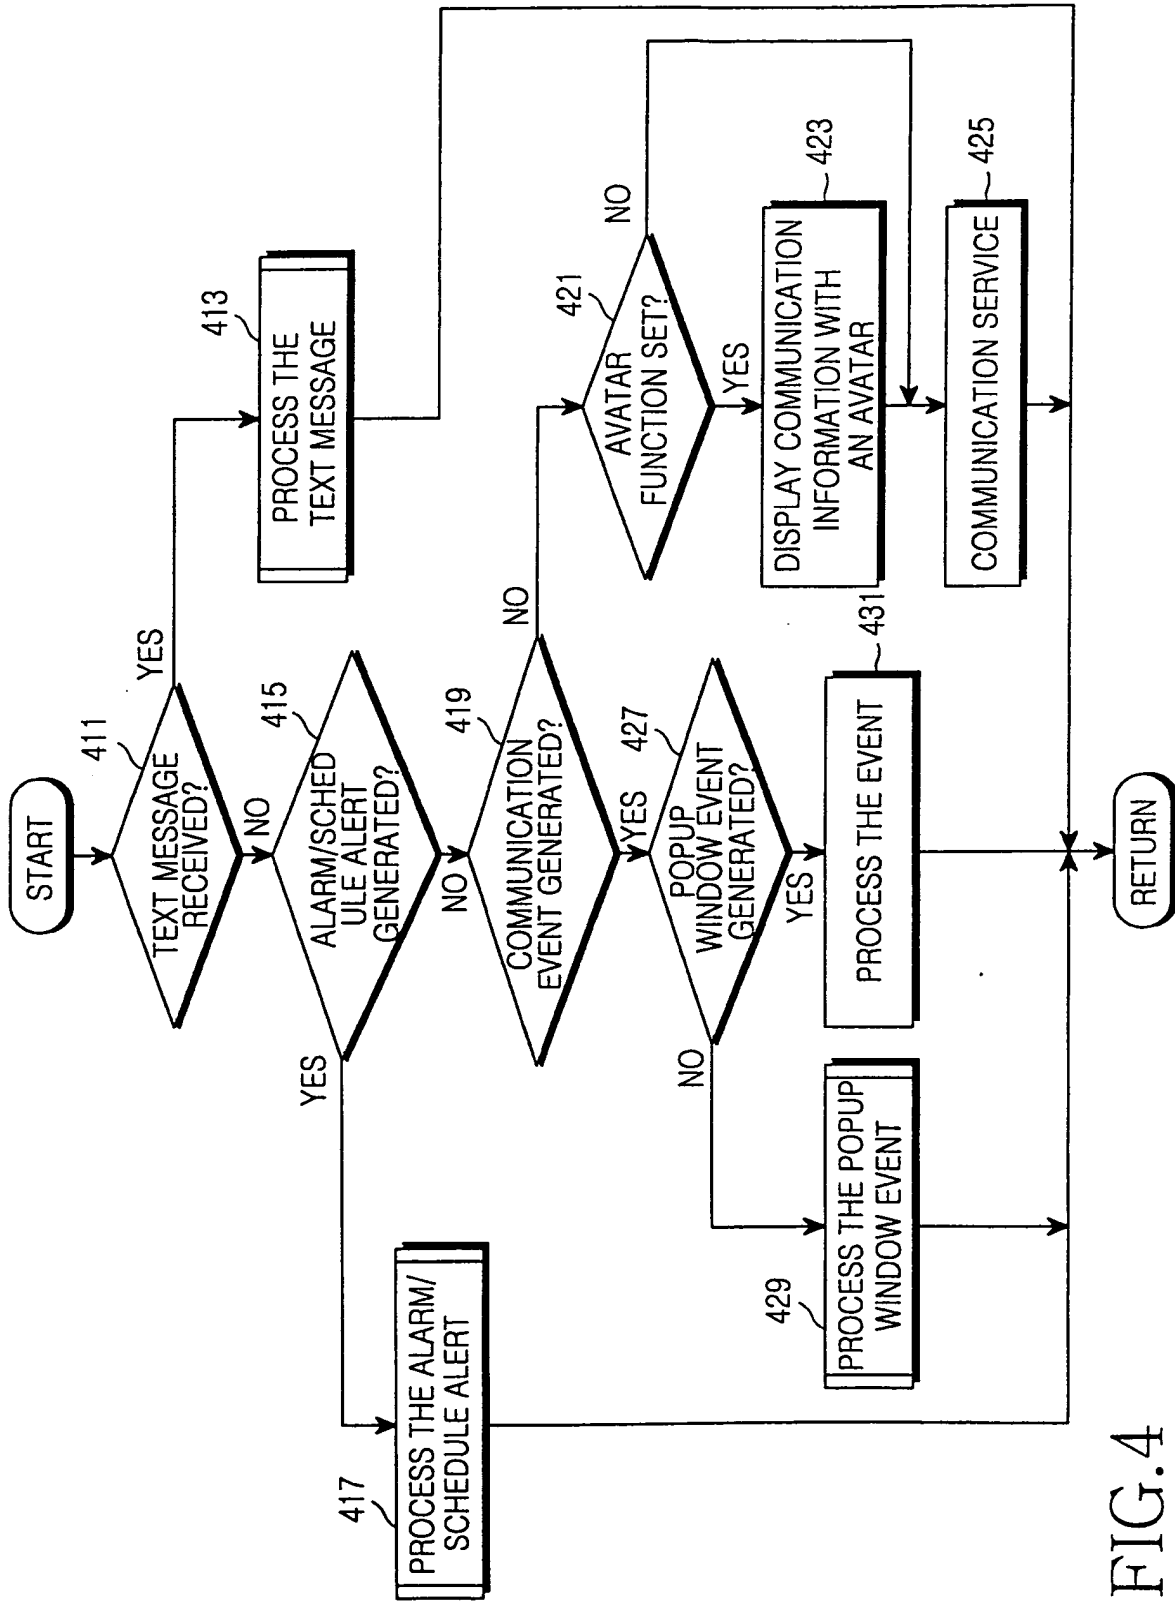 START
411
TEXT MESSAGE
RECEIVED?
YES
NO
413
PROCESS THE
TEXT MESSAGE
415
ALARM/SCHED
ULE ALERT
GENERATED?
YES
NO
417
PROCESS THE ALARM/
SCHEDULE ALERT
419
COMMUNICATION
EVENT GENERATED?
NO
YES
421
AVATAR
FUNCTION SET?
NO
YES
423
DISPLAY COMMUNICATION
INFORMATION WITH
AN AVATAR
425
COMMUNICATION SERVICE
427
POPUP
WINDOW EVENT
GENERATED?
NO
YES
429
PROCESS THE POPUP
WINDOW EVENT
431
PROCESS THE EVENT
RETURN
FIG.4